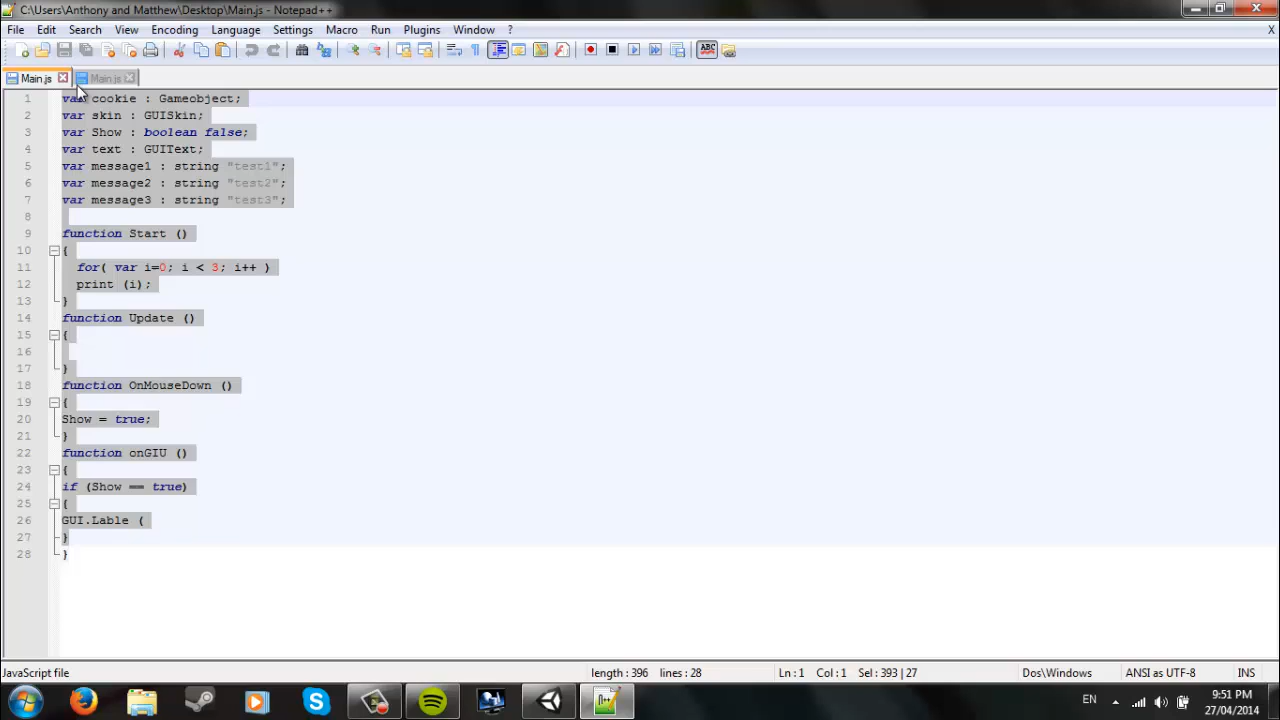 C:\Users\Anthony and Matthew\Desktop\Main.js - Notepad++
File Edit Search View Encoding Language Settings Macro Run Plugins Window ? X
Main.js Main.js
1 var cookie : Gameobject;
2 var skin : GUISkin;
3 var Show : boolean false;
4 var text : GUIText;
5 var message1 : string "test1";
6 var message2 : string "test2";
7 var message3 : string "test3";
8
9 function Start ()
10 {
11 for( var i=0; i < 3; i++ )
12 print (i);
13 }
14 function Update ()
15 {
16
17 }
18 function OnMouseDown ()
19 {
20 Show = true;
21 }
22 function onGIU ()
23 {
24 if (Show == true)
25 {
26 GUI.Lable (
27 }
28 }
JavaScript file length : 396 lines : 28 Ln : 1 Col : 1 Sel : 393 | 27 Dos\Windows ANSI as UTF-8 INS
EN 9:51 PM
27/04/2014